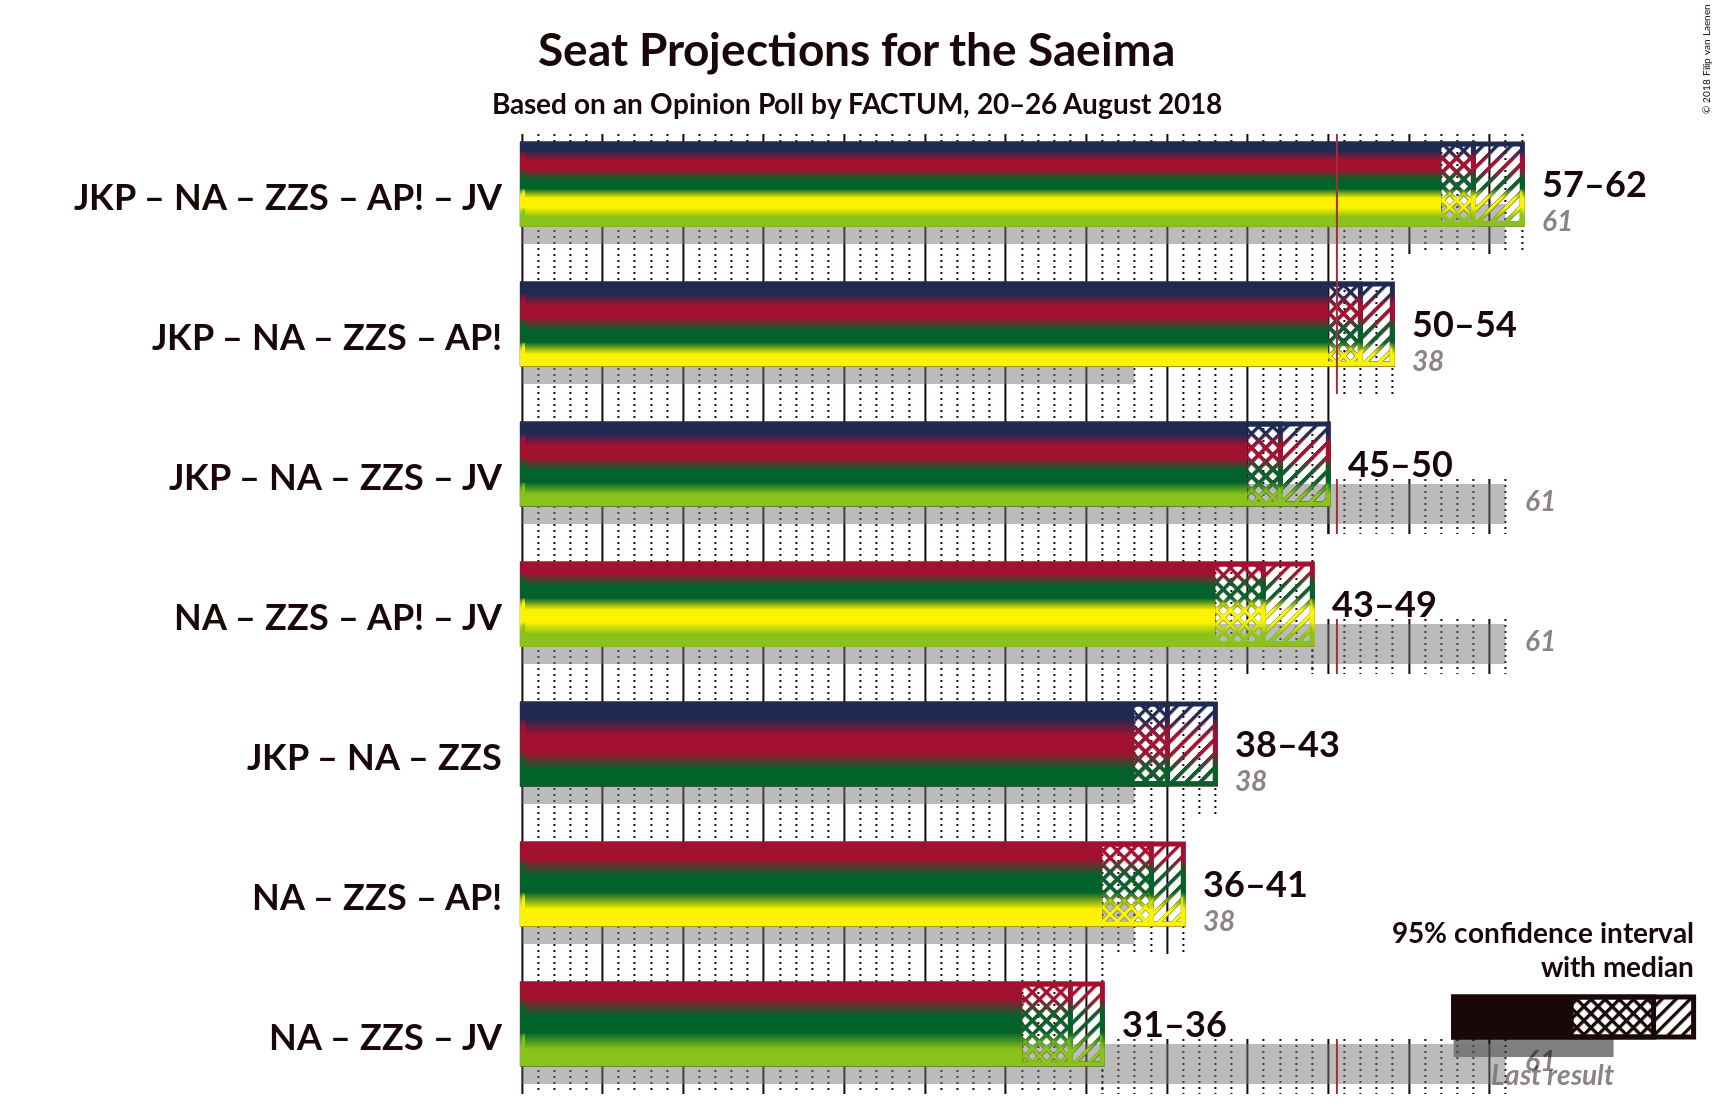 Seat Projections for the Saeima
Based on an Opinion Poll by FACTUM, 20–26 August 2018
© 2018 Filip van Laenen
JKP – NA – ZZS – AP! – JV
57–62
61
JKP – NA – ZZS – AP!
50–54
38
JKP – NA – ZZS – JV
45–50
61
NA – ZZS – AP! – JV
43–49
61
JKP – NA – ZZS
38–43
38
NA – ZZS – AP!
36–41
38
NA – ZZS – JV
31–36
61
95% confidence interval
with median
Last result